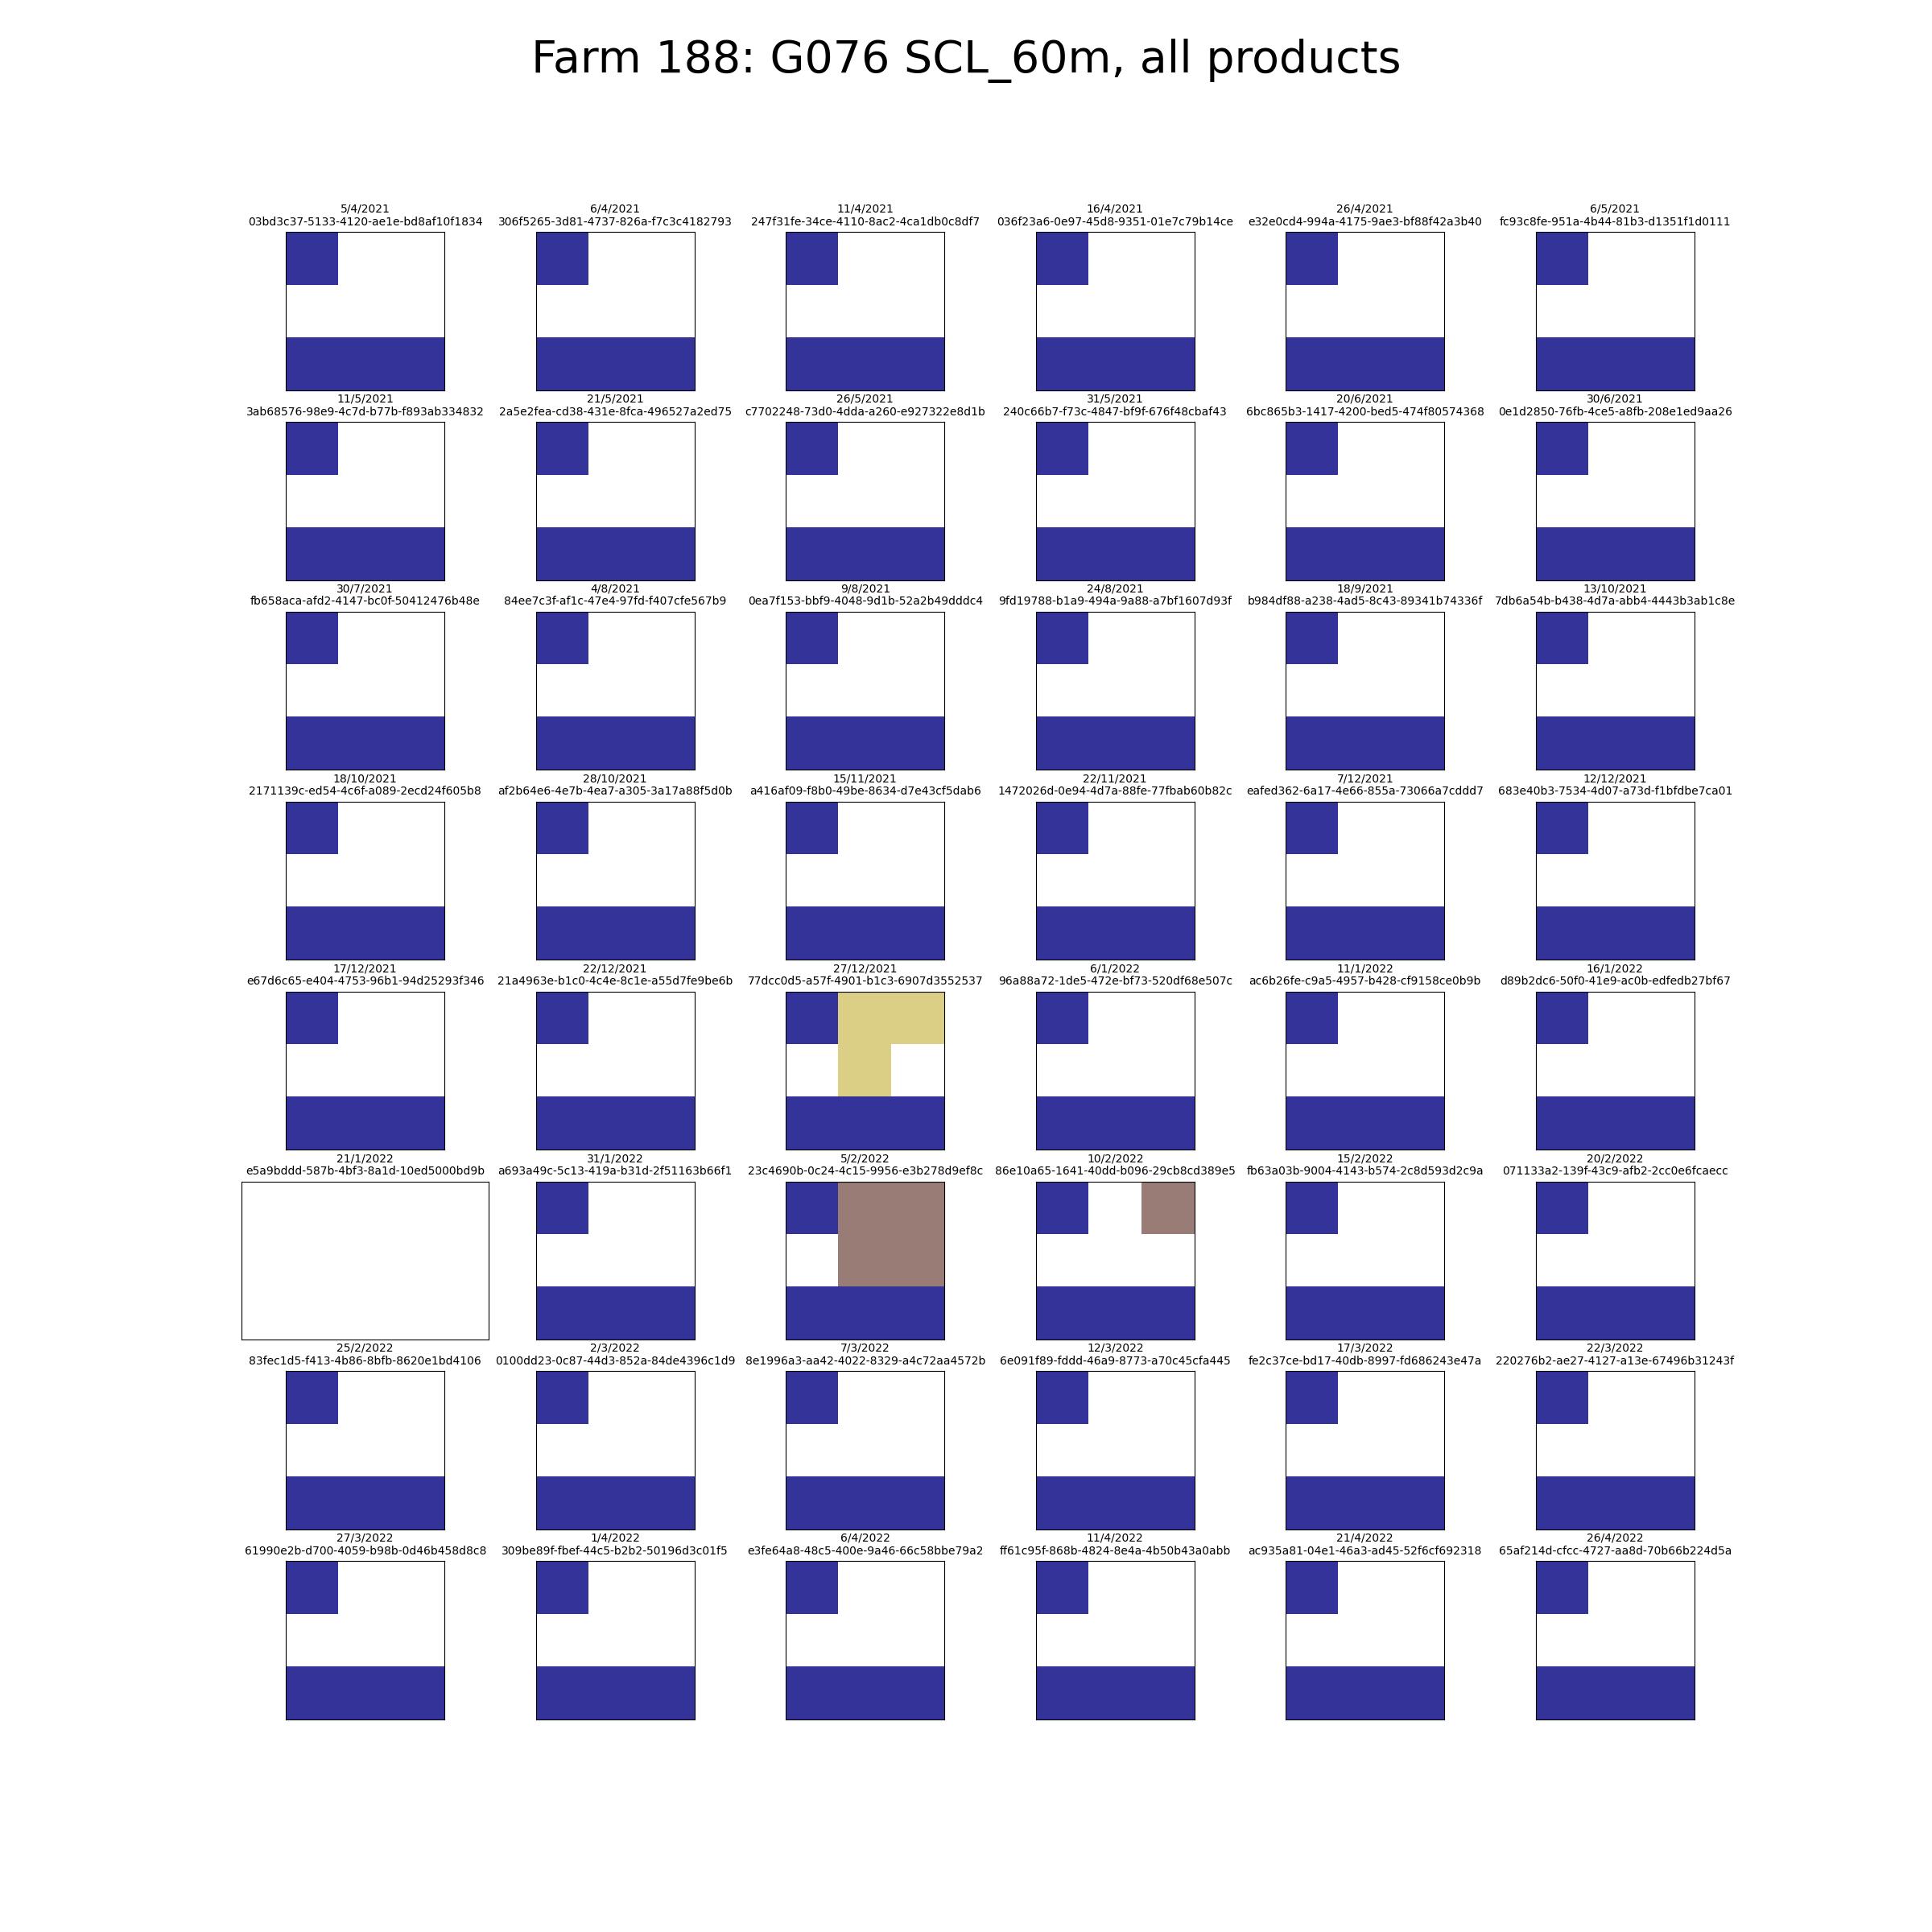 Farm 188: G076 SCL_60m, all products
5/4/2021
03bd3c37-5133-4120-ae1e-bd8af10f1834
6/4/2021
306f5265-3d81-4737-826a-f7c3c4182793
11/4/2021
247f31fe-34ce-4110-8ac2-4ca1db0c8df7
16/4/2021
036f23a6-0e97-45d8-9351-01e7c79b14ce
26/4/2021
e32e0cd4-994a-4175-9ae3-bf88f42a3b40
6/5/2021
fc93c8fe-951a-4b44-81b3-d1351f1d0111
11/5/2021
3ab68576-98e9-4c7d-b77b-f893ab334832
21/5/2021
2a5e2fea-cd38-431e-8fca-496527a2ed75
26/5/2021
c7702248-73d0-4dda-a260-e927322e8d1b
31/5/2021
240c66b7-f73c-4847-bf9f-676f48cbaf43
20/6/2021
6bc865b3-1417-4200-bed5-474f80574368
30/6/2021
0e1d2850-76fb-4ce5-a8fb-208e1ed9aa26
30/7/2021
fb658aca-afd2-4147-bc0f-50412476b48e
4/8/2021
84ee7c3f-af1c-47e4-97fd-f407cfe567b9
9/8/2021
0ea7f153-bbf9-4048-9d1b-52a2b49dddc4
24/8/2021
9fd19788-b1a9-494a-9a88-a7bf1607d93f
18/9/2021
b984df88-a238-4ad5-8c43-89341b74336f
13/10/2021
7db6a54b-b438-4d7a-abb4-4443b3ab1c8e
18/10/2021
2171139c-ed54-4c6f-a089-2ecd24f605b8
28/10/2021
af2b64e6-4e7b-4ea7-a305-3a17a88f5d0b
15/11/2021
a416af09-f8b0-49be-8634-d7e43cf5dab6
22/11/2021
1472026d-0e94-4d7a-88fe-77fbab60b82c
7/12/2021
eafed362-6a17-4e66-855a-73066a7cddd7
12/12/2021
683e40b3-7534-4d07-a73d-f1bfdbe7ca01
17/12/2021
e67d6c65-e404-4753-96b1-94d25293f346
22/12/2021
21a4963e-b1c0-4c4e-8c1e-a55d7fe9be6b
27/12/2021
77dcc0d5-a57f-4901-b1c3-6907d3552537
6/1/2022
96a88a72-1de5-472e-bf73-520df68e507c
11/1/2022
ac6b26fe-c9a5-4957-b428-cf9158ce0b9b
16/1/2022
d89b2dc6-50f0-41e9-ac0b-edfedb27bf67
21/1/2022
e5a9bddd-587b-4bf3-8a1d-10ed5000bd9b
31/1/2022
a693a49c-5c13-419a-b31d-2f51163b66f1
5/2/2022
23c4690b-0c24-4c15-9956-e3b278d9ef8c
10/2/2022
86e10a65-1641-40dd-b096-29cb8cd389e5
15/2/2022
fb63a03b-9004-4143-b574-2c8d593d2c9a
20/2/2022
071133a2-139f-43c9-afb2-2cc0e6fcaecc
25/2/2022
83fec1d5-f413-4b86-8bfb-8620e1bd4106
2/3/2022
0100dd23-0c87-44d3-852a-84de4396c1d9
7/3/2022
8e1996a3-aa42-4022-8329-a4c72aa4572b
12/3/2022
6e091f89-fddd-46a9-8773-a70c45cfa445
17/3/2022
fe2c37ce-bd17-40db-8997-fd686243e47a
22/3/2022
220276b2-ae27-4127-a13e-67496b31243f
27/3/2022
61990e2b-d700-4059-b98b-0d46b458d8c8
1/4/2022
309be89f-fbef-44c5-b2b2-50196d3c01f5
6/4/2022
e3fe64a8-48c5-400e-9a46-66c58bbe79a2
11/4/2022
ff61c95f-868b-4824-8e4a-4b50b43a0abb
21/4/2022
ac935a81-04e1-46a3-ad45-52f6cf692318
26/4/2022
65af214d-cfcc-4727-aa8d-70b66b224d5a